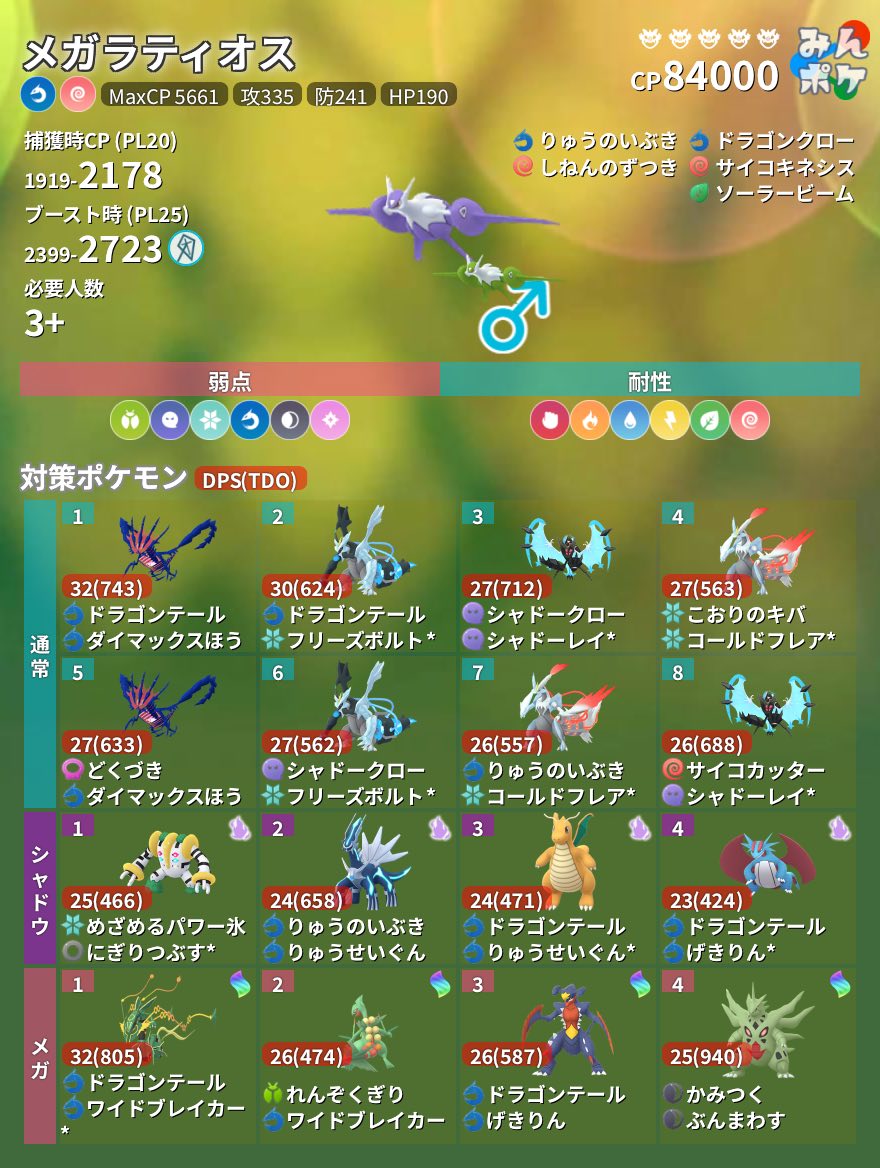 メガラティオス
みん
ポケ
CP84000
MaxCP 5661 攻335 防241 HP190
捕獲時CP (PL20)
1919-2178
ブースト時 (PL25)
2399-2723
必要人数
3+
りゅうのいぶき ドラゴンクロー
しねんのずつき サイコキネシス
ソーラービーム
弱点 耐性
対策ポケモン DPS(TDO)
通常
1 2 3 4
32(743) 30(624) 27(712) 27(563)
ドラゴンテール ドラゴンテール シャドークロー こおりのキバ
ダイマックスほう フリーズボルト* シャドーレイ* コールドフレア*
5 6 7 8
27(633) 27(562) 26(557) 26(688)
どくづき シャドークロー りゅうのいぶき サイコカッター
ダイマックスほう フリーズボルト* コールドフレア* シャドーレイ*
シャドウ
1 2 3 4
25(466) 24(658) 24(471) 23(424)
めざめるパワー氷 りゅうのいぶき ドラゴンテール ドラゴンテール
にぎりつぶす* りゅうせいぐん りゅうせいぐん* げきりん*
メガ
1 2 3 4
32(805) 26(474) 26(587) 25(940)
ドラゴンテール れんぞくぎり ドラゴンテール かみつく
ワイドブレイカー ワイドブレイカー げきりん ぶんまわす
*